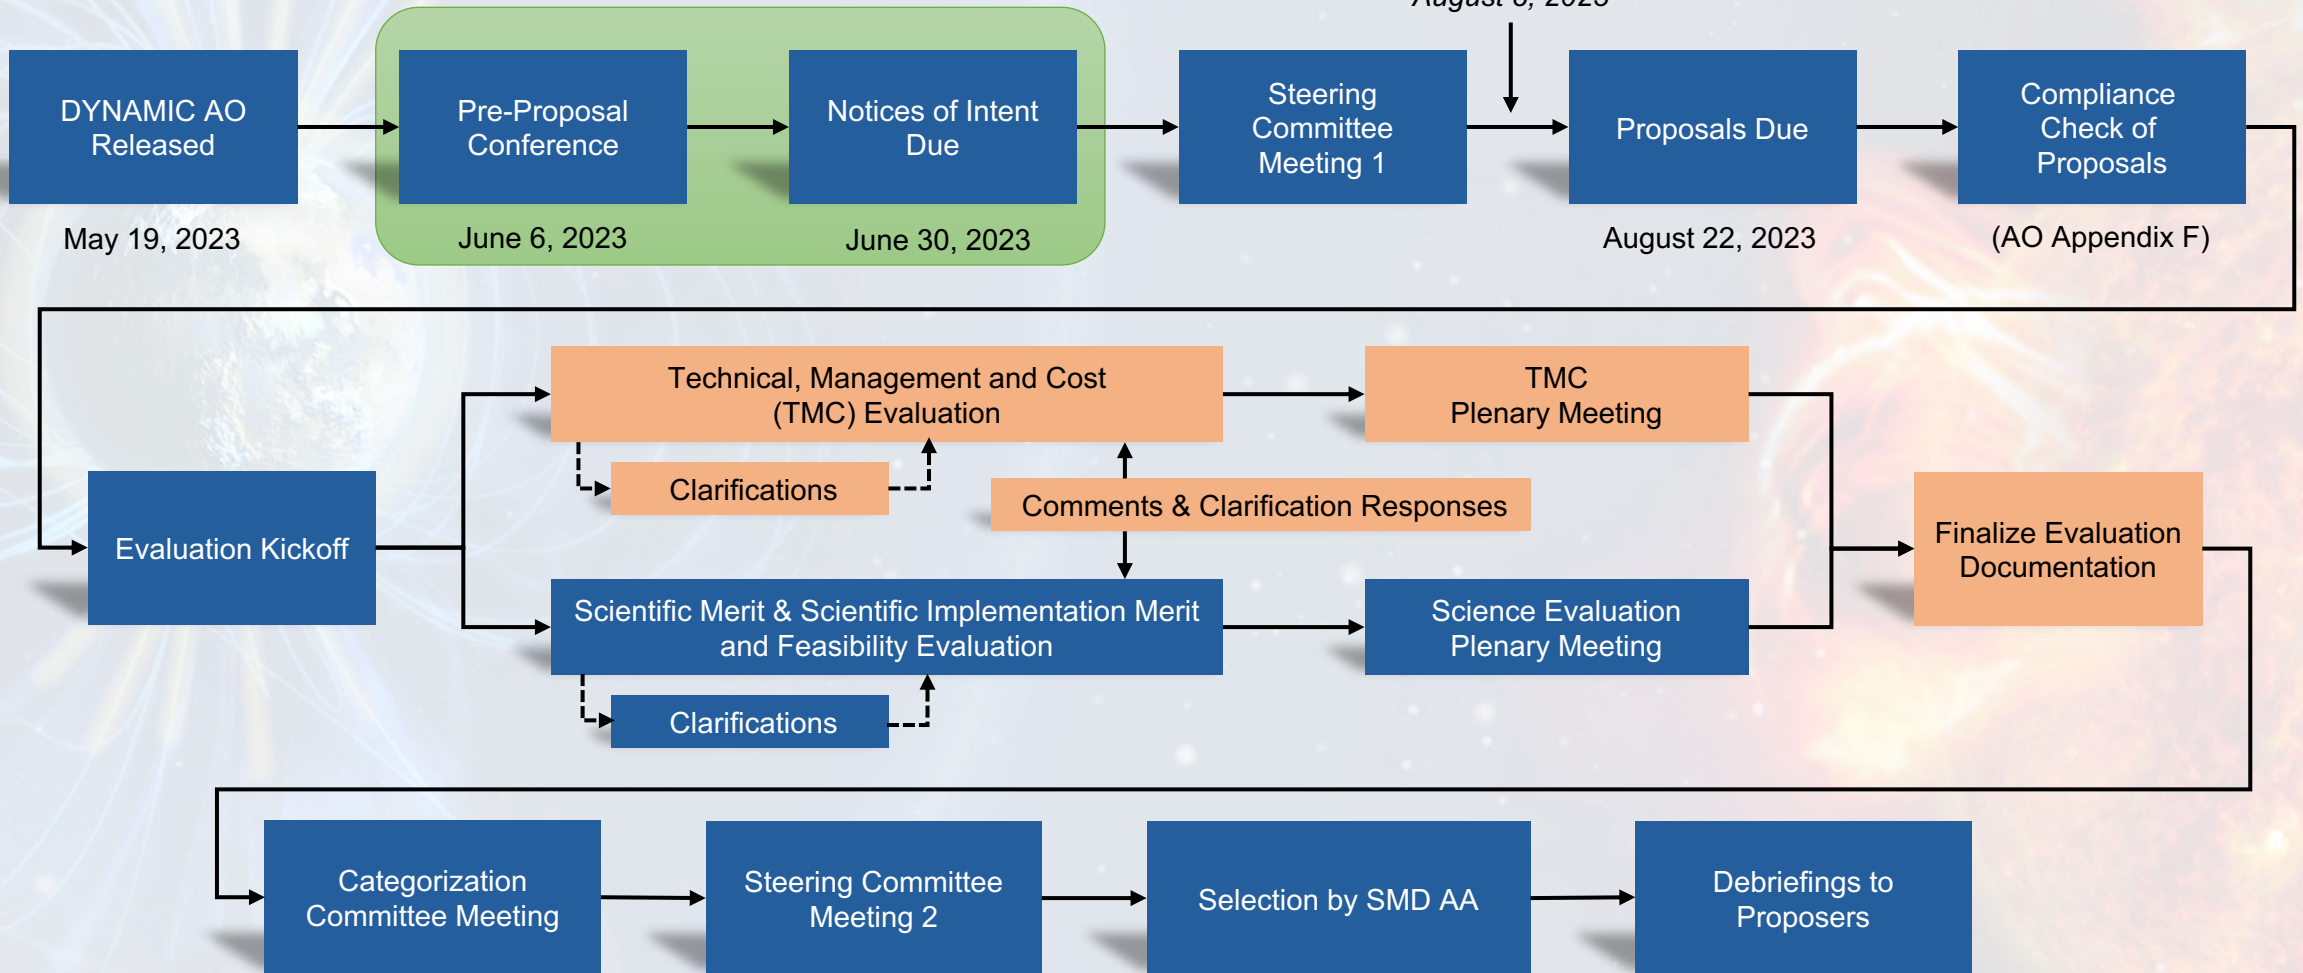 DYNAMIC AO
Released
May 19, 2023
Pre-Proposal
Conference
June 6, 2023
Notices of Intent
Due
June 30, 2023
Steering
Committee
Meeting 1
Proposals Due
August 22, 2023
Compliance
Check of
Proposals
(AO Appendix F)
Evaluation Kickoff
Technical, Management and Cost
(TMC) Evaluation
Clarifications
Comments & Clarification Responses
Scientific Merit & Scientific Implementation Merit
and Feasibility Evaluation
Clarifications
TMC
Plenary Meeting
Science Evaluation
Plenary Meeting
Finalize Evaluation
Documentation
Categorization
Committee Meeting
Steering Committee
Meeting 2
Selection by SMD AA
Debriefings to
Proposers